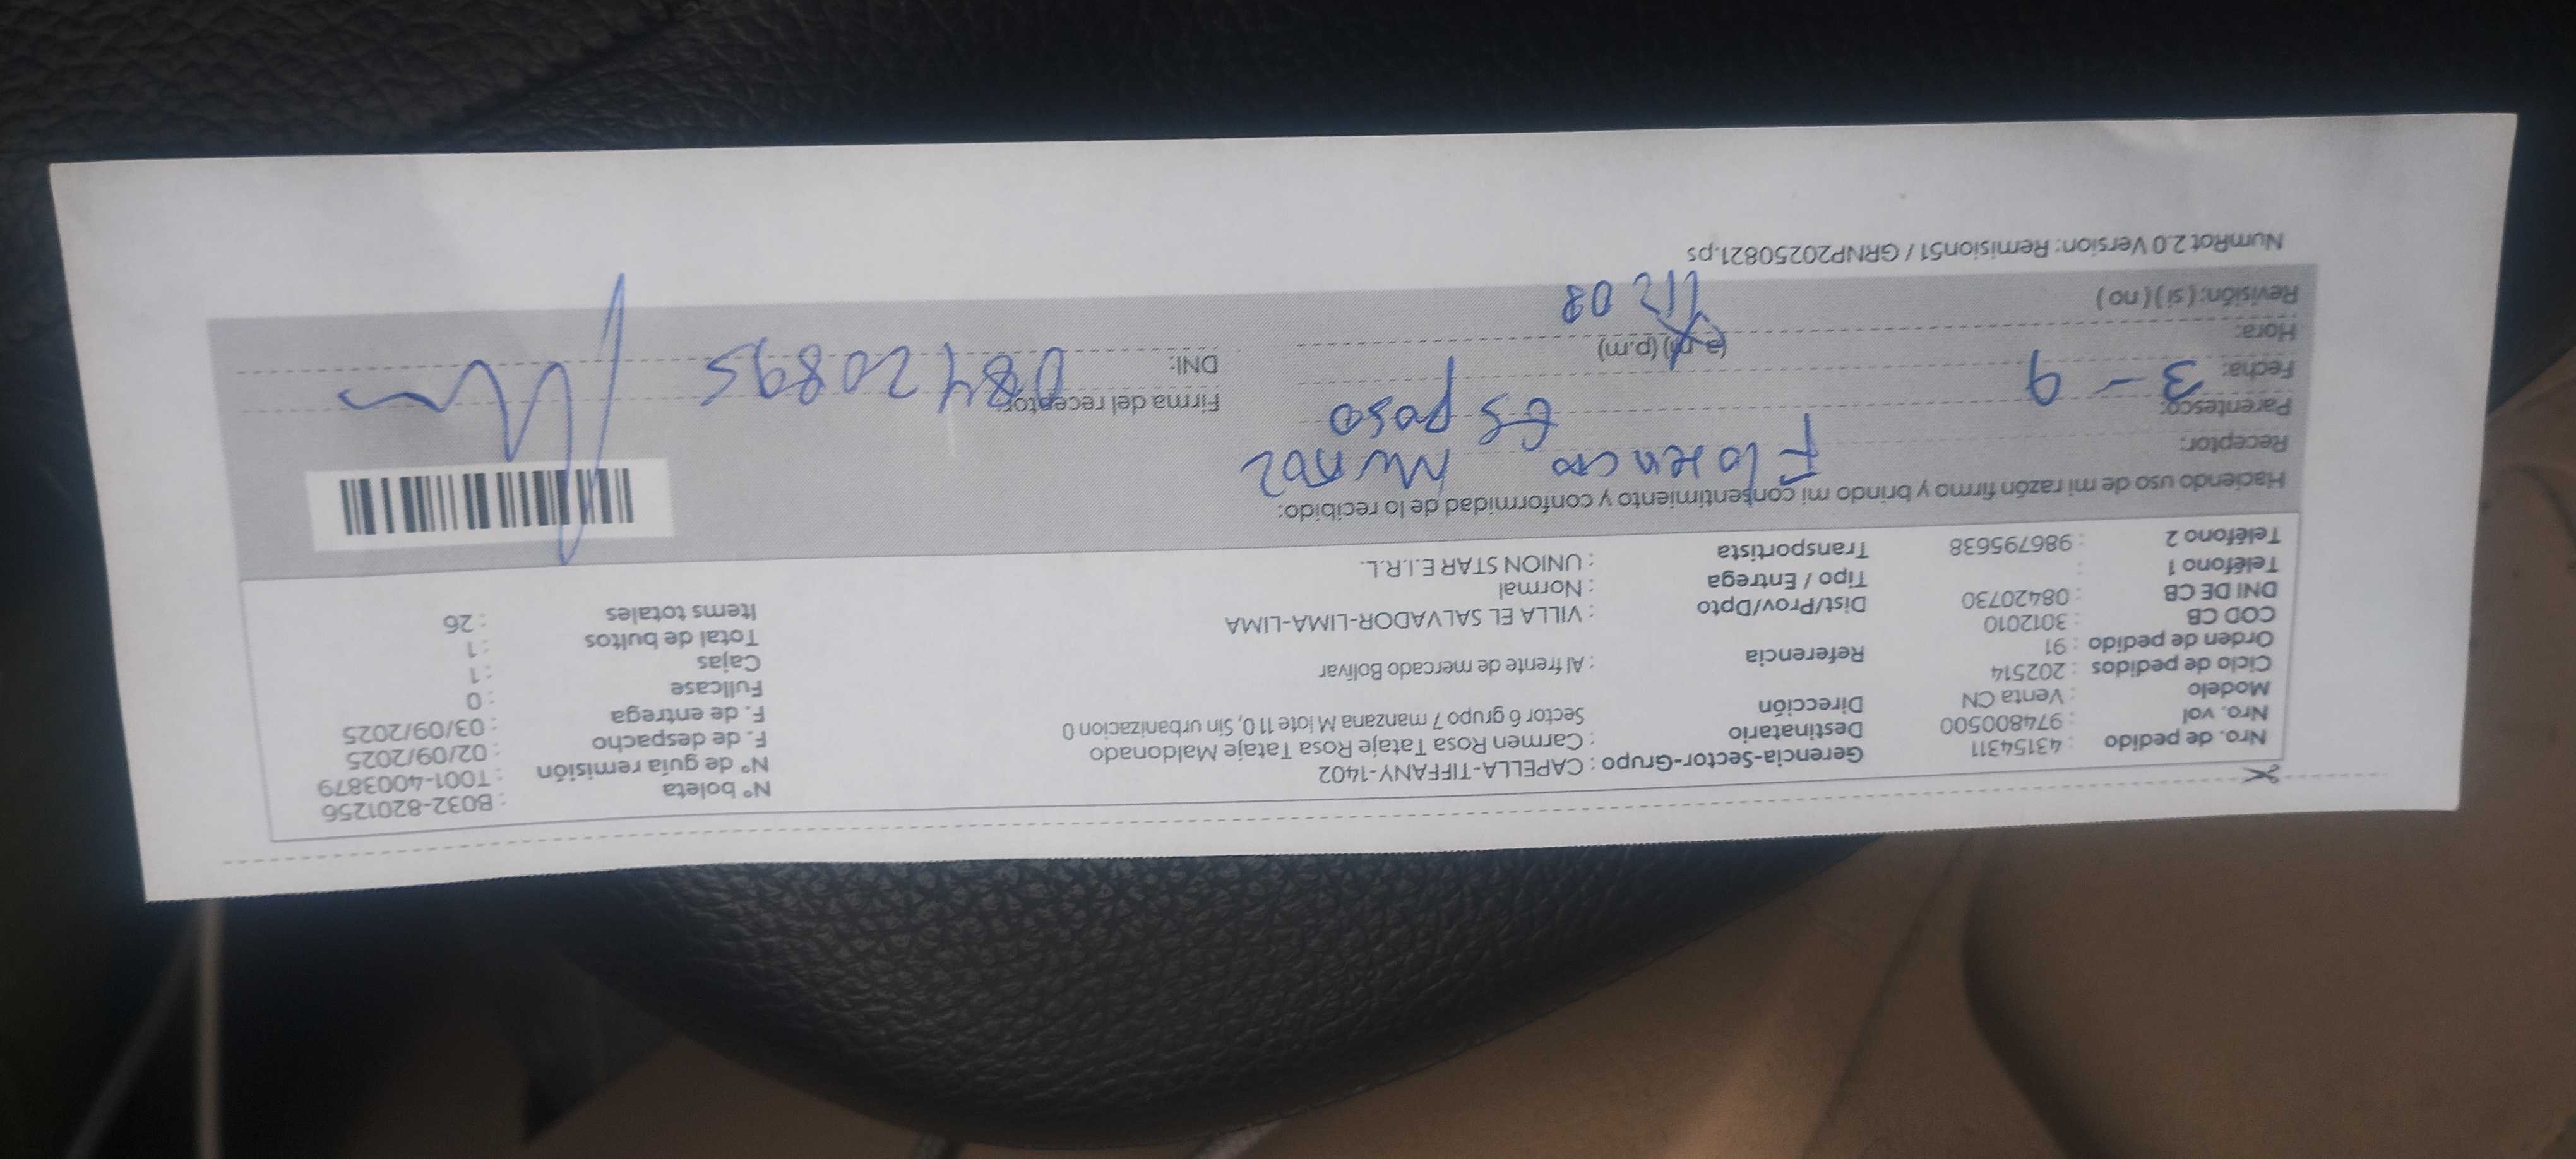 Nro. de pedido : 43154311 Gerencia-Sector-Grupo : CAPELLA-TIFFANY-1402 N° boleta : B032-8201256
Nro. vol : 974800500 Destinatario : Carmen Rosa Tataje Rosa Tataje Maldonado N° de guía remisión : T001-4003879
Modelo : Venta CN Dirección Sector 6 grupo 7 manzana M lote 11 0, Sin urbanizacion 0 F. de despacho : 02/09/2025
Ciclo de pedidos : 202514 F. de entrega : 03/09/2025
Orden de pedido : 91 Referencia : Al frente de mercado Bolivar Fullcase : 0
COD CB : 3012010 Cajas : 1
DNI DE CB : 08420730 Dist/Prov/Dpto : VILLA EL SALVADOR-LIMA-LIMA Total de bultos : 1
Teléfono 1 : Tipo / Entrega : Normal Items totales : 26
Teléfono 2 : 986795638 Transportista : UNION STAR E.I.R.L.
Haciendo uso de mi razón firmo y brindo mi consentimiento y conformidad de lo recibido:
Receptor: Florencio Muñoz
Parentesco: Esposo Firma del receptor:
Fecha: 3-9 DNI: 08420895
Hora: (a.m) (p.m)
Revisión: ( si ) ( no )
NumRot 2.0 Version: Remision51 / GRNP20250821.ps